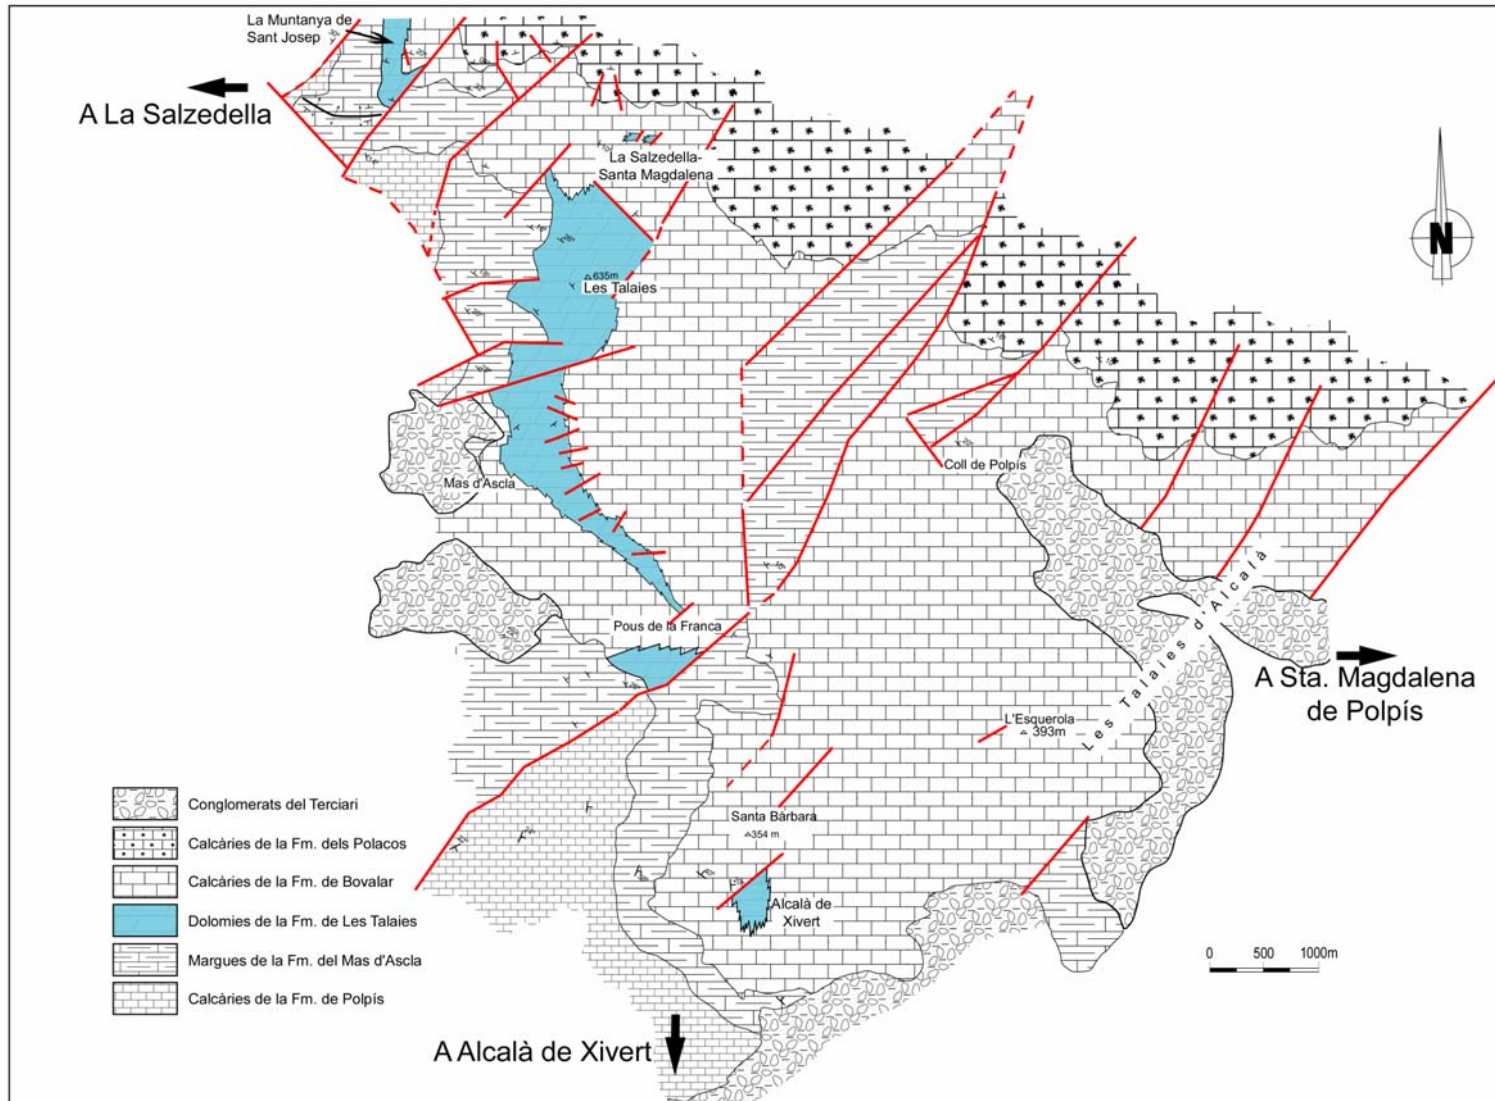 La Muntanya de
Sant Josep
A La Salzedella
La Salzedella-
Santa Magdalena
N
635m
Les Talaies
Coll de Polpís
Mas d'Ascla
Pous de la Franca
Les Talaies d'Alcalà
A Sta. Magdalena
de Polpís
L'Esquerola
393m
Santa Bàrbara
354 m
Alcalà de
Xivert
Conglomerats del Terciari
Calcàries de la Fm. dels Polacos
Calcàries de la Fm. de Bovalar
Dolomies de la Fm. de Les Talaies
Margues de la Fm. del Mas d'Ascla
Calcàries de la Fm. de Polpís
0 500 1000m
A Alcalà de Xivert